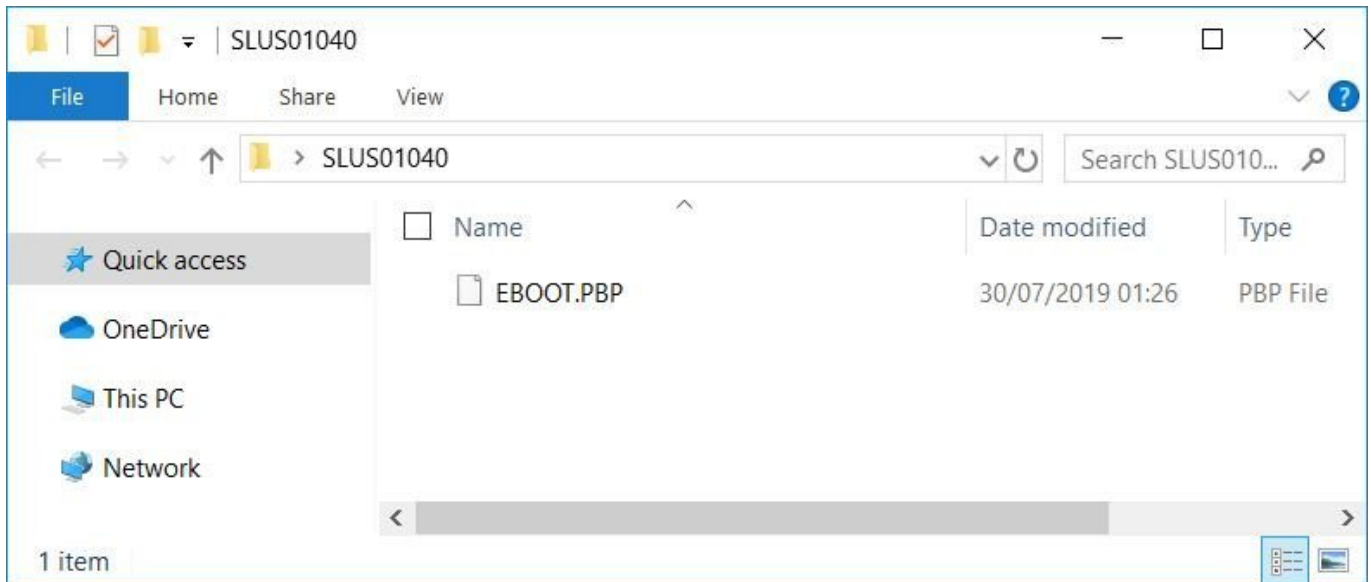 SLUS01040
File Home Share View
SLUS01040 Search SLUS010...
Name Date modified Type
Quick access
EBOOT.PBP 30/07/2019 01:26 PBP File
OneDrive
This PC
Network
1 item